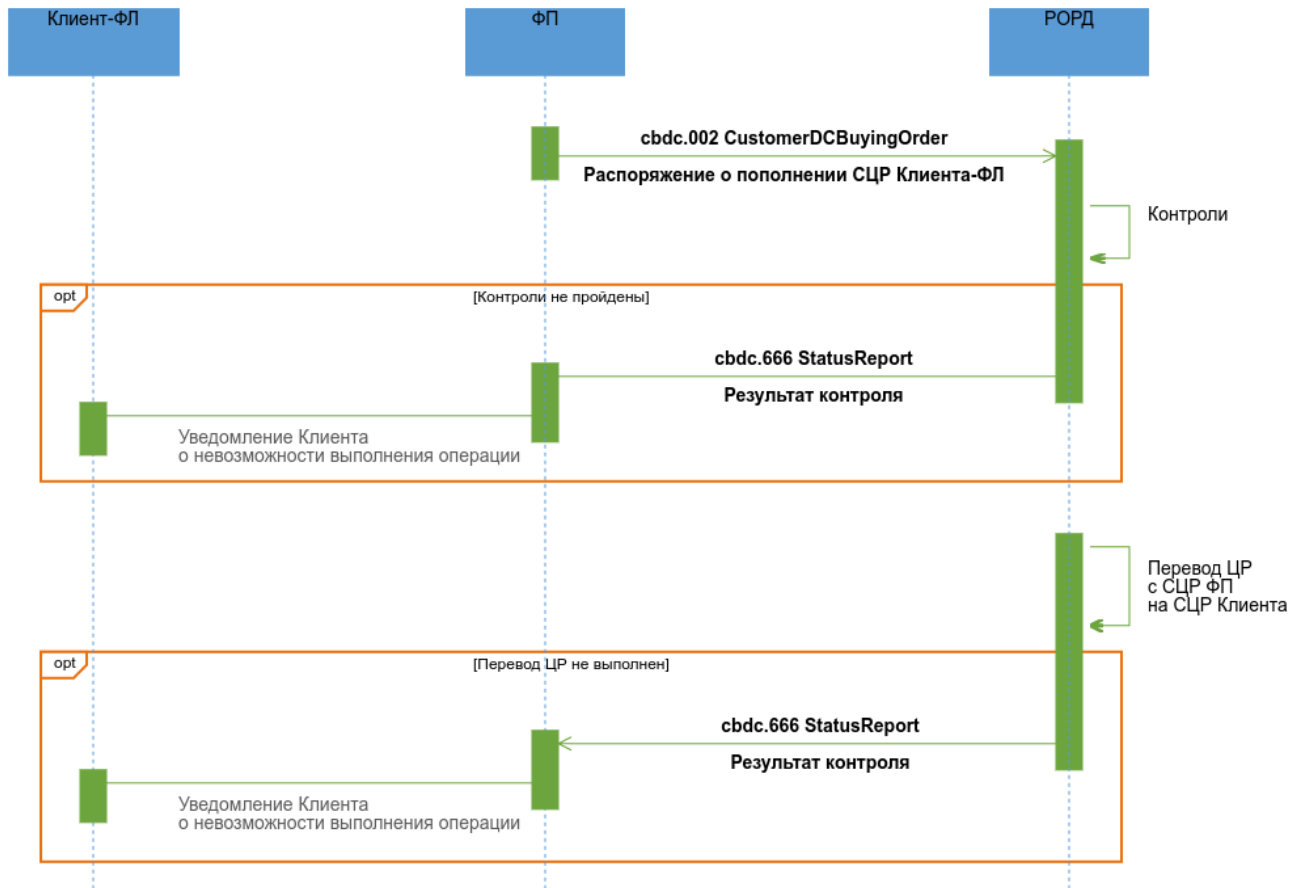 Клиент-ФЛ
ФП
РОРД
cbdc.002 CustomerDCBuyingOrder
Распоряжение о пополнении СЦР Клиента-ФЛ
Контроли
opt
[Контроли не пройдены]
cbdc.666 StatusReport
Результат контроля
Уведомление Клиента
о невозможности выполнения операции
Перевод ЦР
с СЦР ФП
на СЦР Клиента
opt
[Перевод ЦР не выполнен]
cbdc.666 StatusReport
Результат контроля
Уведомление Клиента
о невозможности выполнения операции